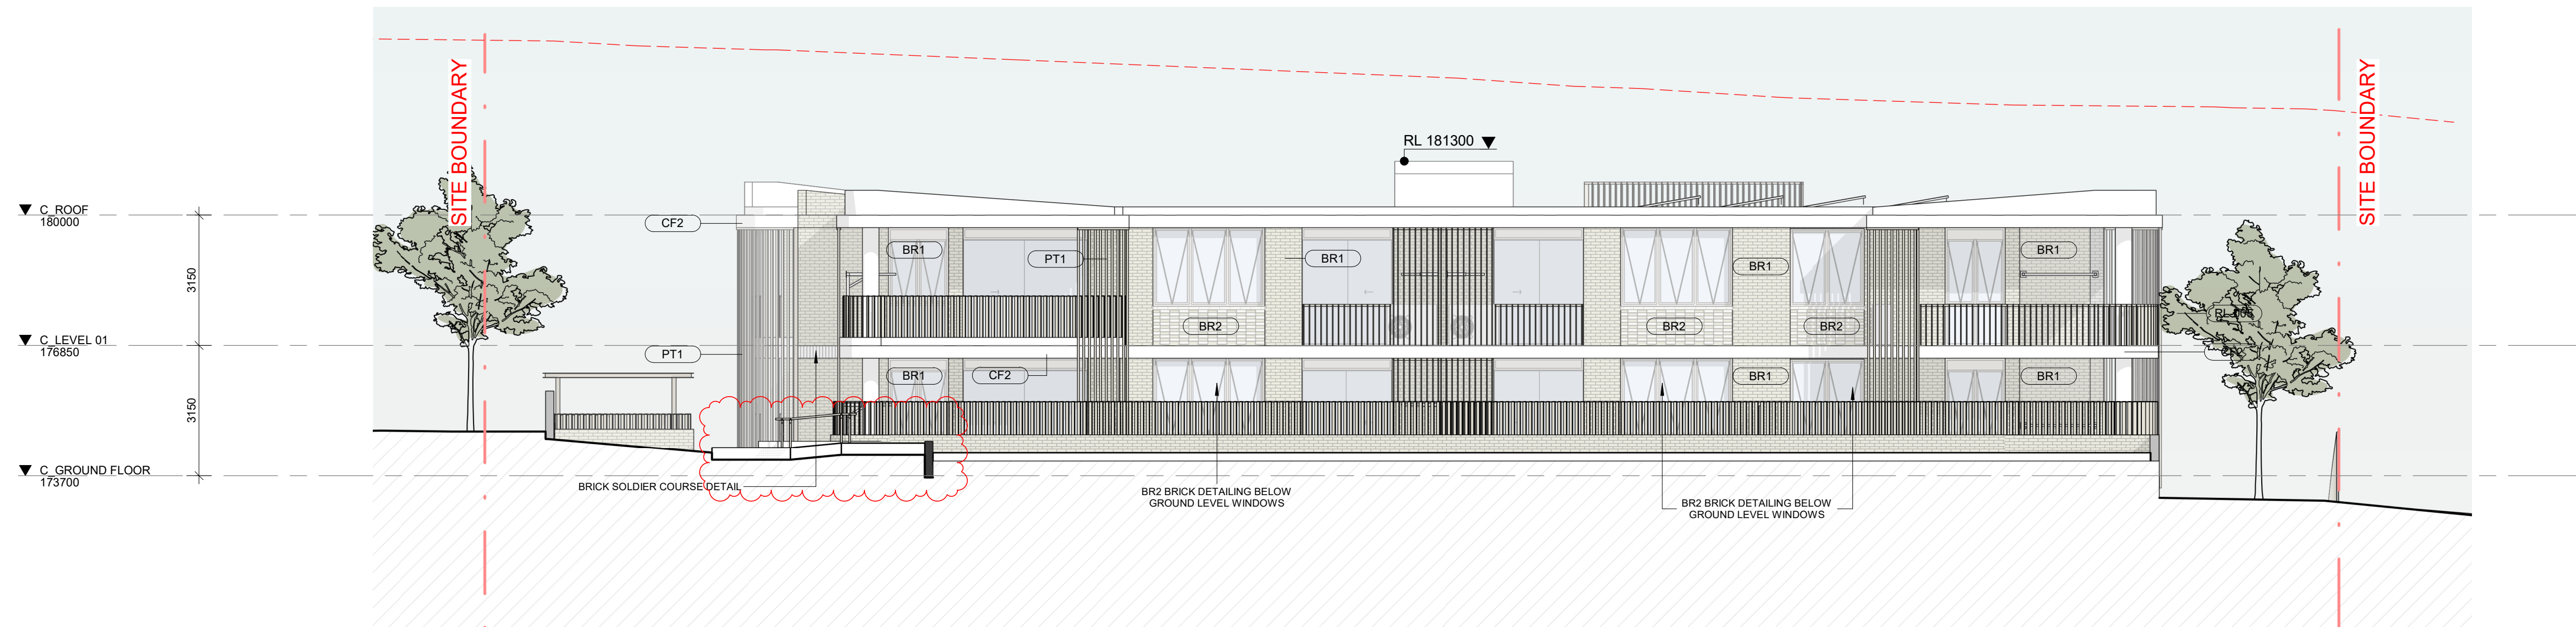 SITE BOUNDARY
SITE BOUNDARY
RL 181300
C_ROOF
180000
CF2
BR1
PT1
BR1
BR1
BR1
3150
BR2
BR2
BR2
C_LEVEL 01
176850
PT1
BR1
CF2
BR1
BR1
3150
C_GROUND FLOOR
173700
BRICK SOLDIER COURSE DETAIL
BR2 BRICK DETAILING BELOW
GROUND LEVEL WINDOWS
BR2 BRICK DETAILING BELOW
GROUND LEVEL WINDOWS